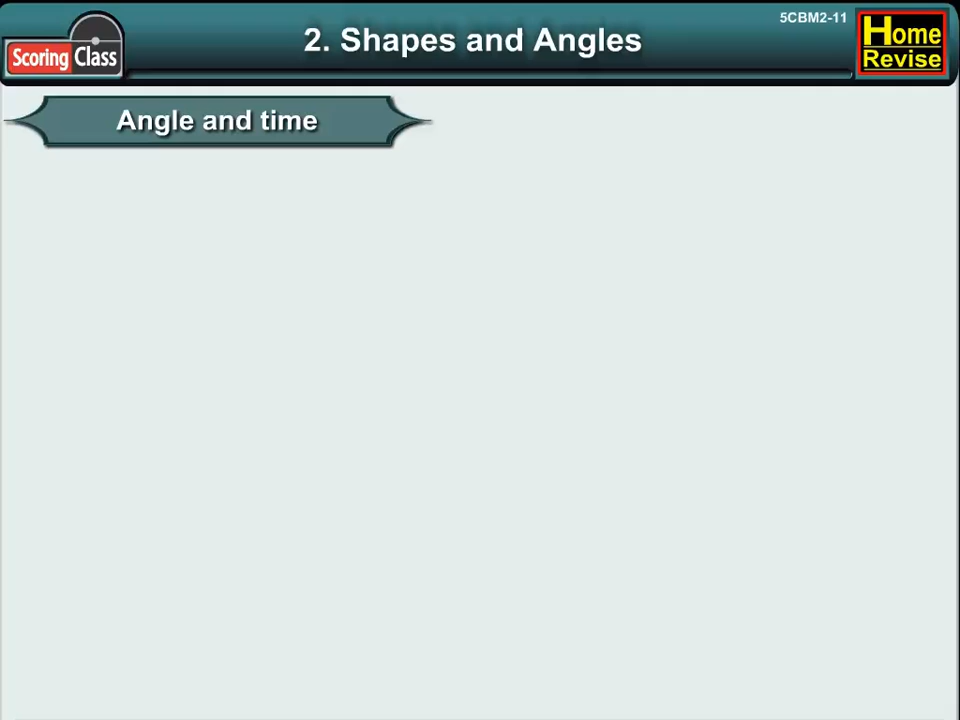 5CBM2-11
Scoring Class
2. Shapes and Angles
Home
Revise
Angle and time